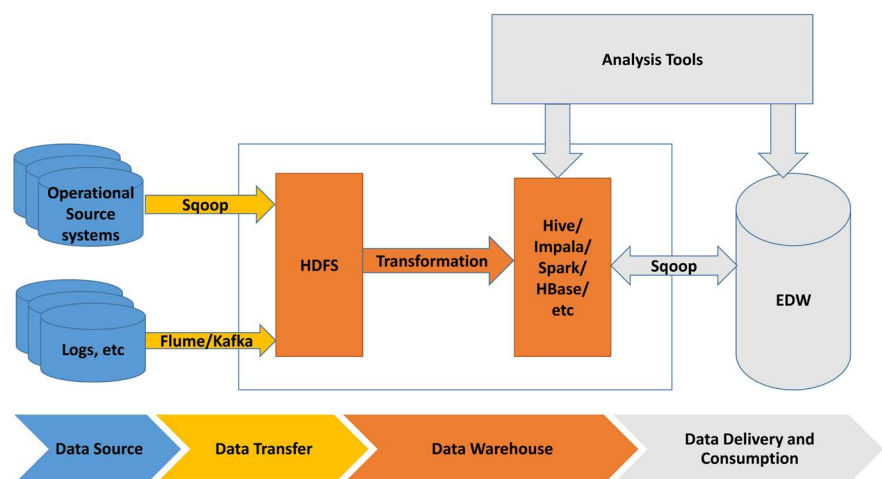 Analysis Tools
Operational
Source
systems
Sqoop
HDFS
Transformation
Hive/
Impala/
Spark/
HBase/
etc
Sqoop
EDW
Logs, etc
Flume/Kafka
Data Source
Data Transfer
Data Warehouse
Data Delivery and
Consumption